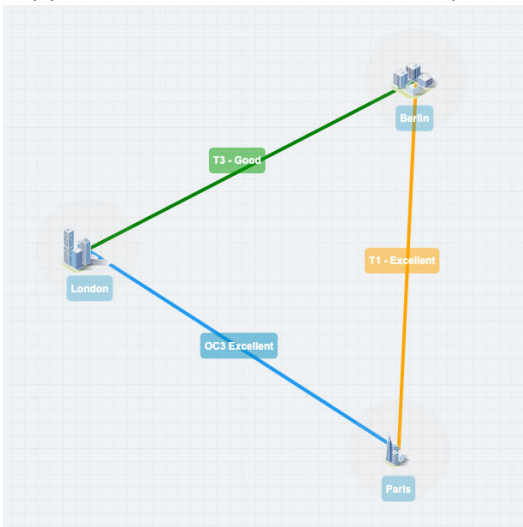 Berlin
T3 - Good
T1 - Excellent
London
OC3 Excellent
Paris